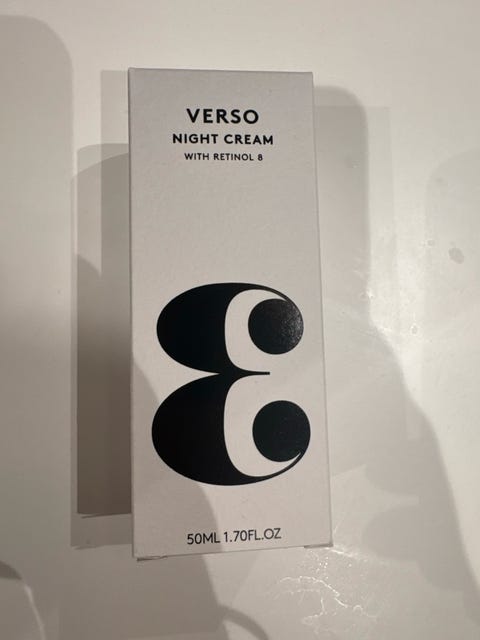 VERSO
NIGHT CREAM
WITH RETINOL 8
Ɛ
50ML 1.70FL.OZ